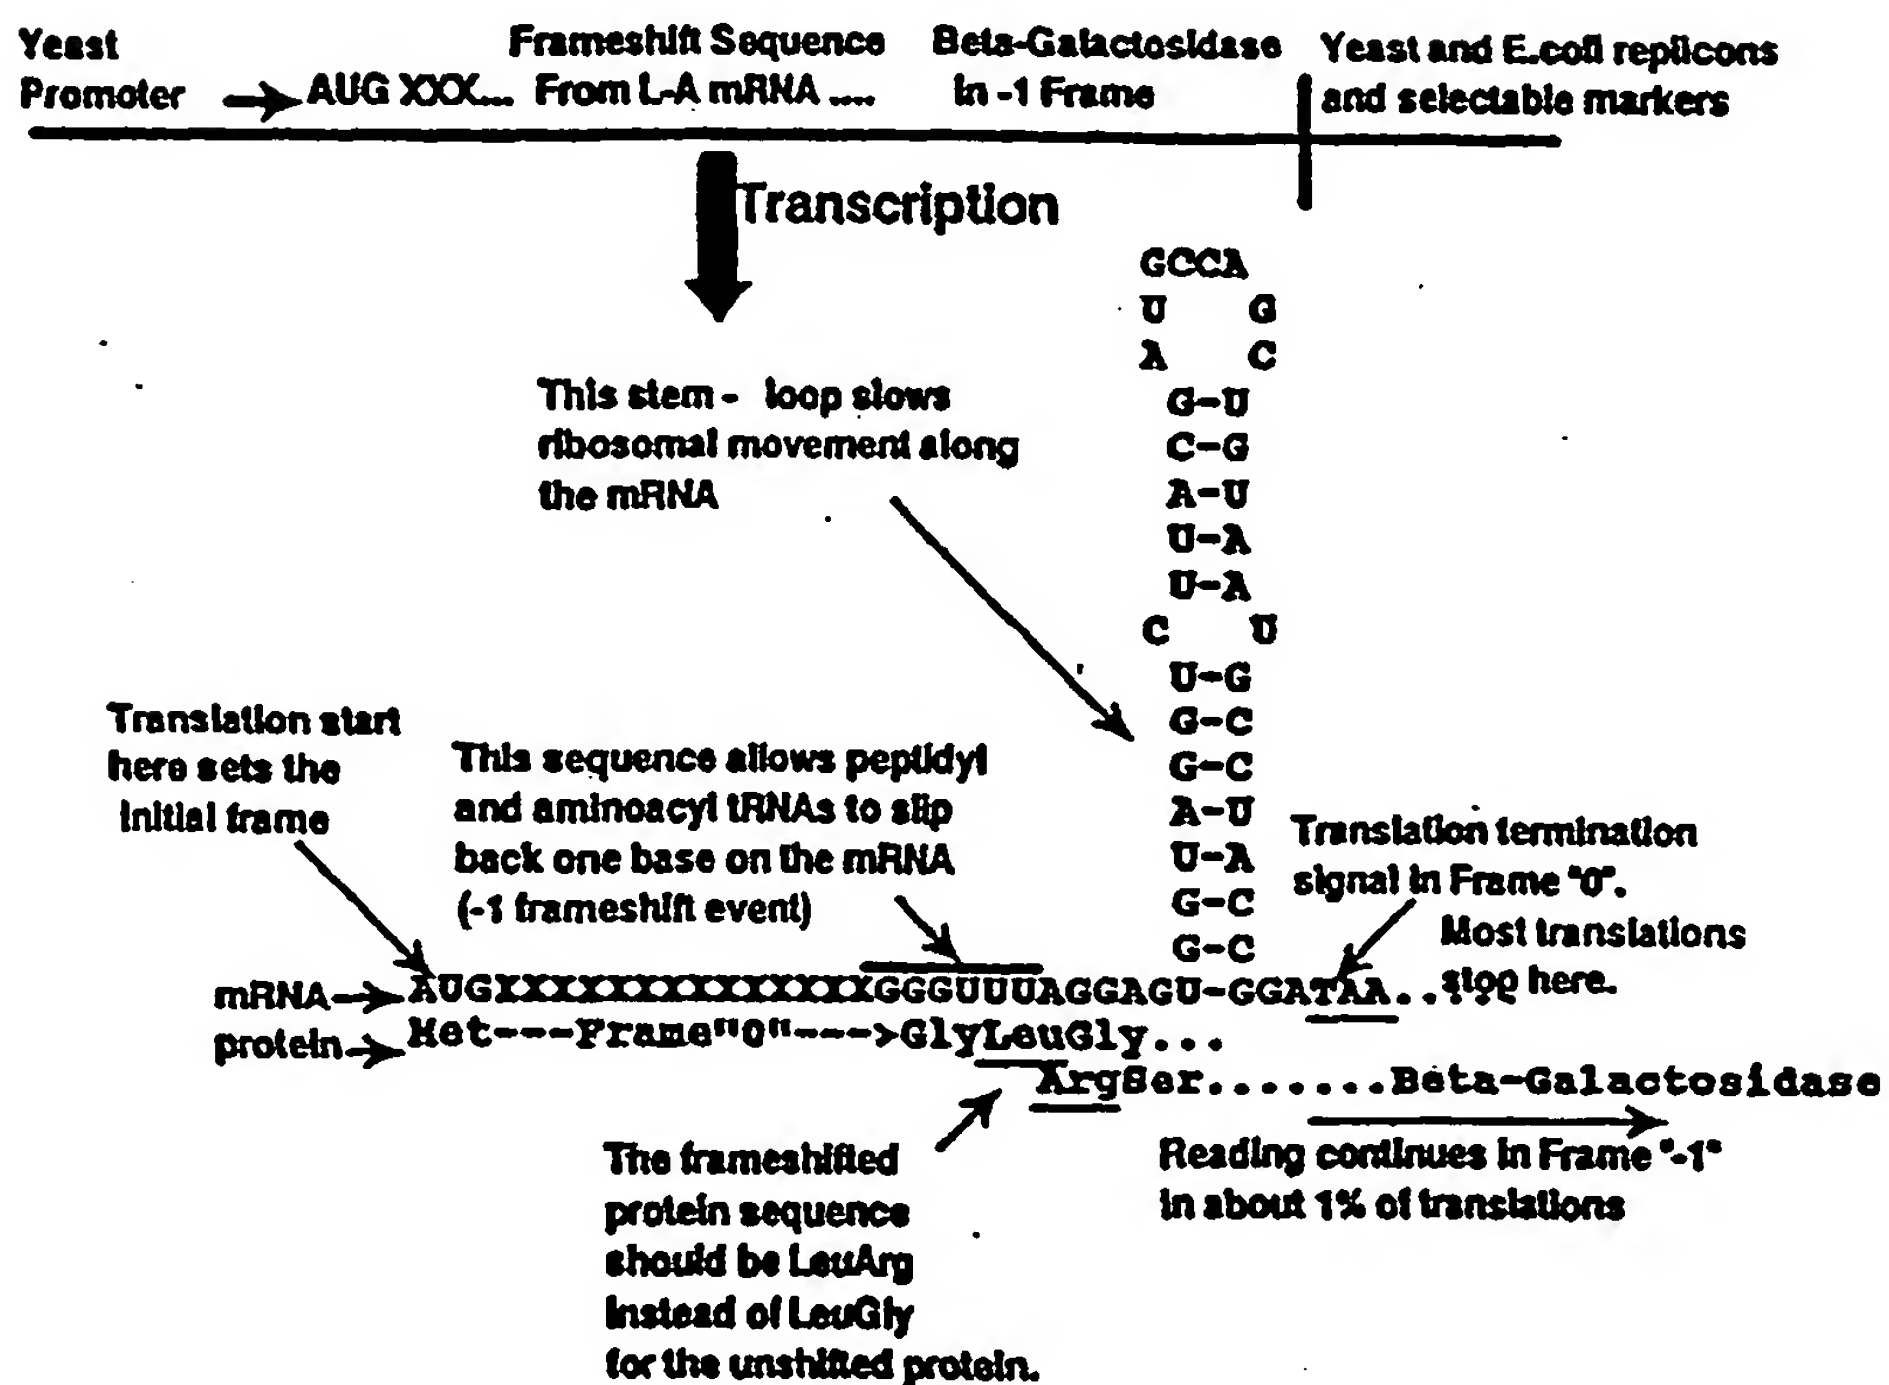 Yeast
Promoter
AUG XXX...
Frameshift Sequence
From L-A mRNA ....
Beta-Galactosidase
in -1 Frame
Yeast and E.coli replicons
and selectable markers
Transcription
GCCA
U G
A C
G-U
C-G
A-U
U-A
U-A
C U
U-G
G-C
G-C
A-U
U-A
G-C
G-C
This stem - loop slows
ribosomal movement along
the mRNA
Translation start
here sets the
initial frame
This sequence allows peptidyl
and aminoacyl tRNAs to slip
back one base on the mRNA
(-1 frameshift event)
Translation termination
signal in Frame "0".
Most translations
stop here.
mRNA
AUGXXXXXXXXXXXXXXXXGGGUUUAGGAGU-GGATAA.....
protein
Met---Frame"0"--->GlyLeuGly...
ArgSer.......Beta-Galactosidase
The frameshifted
protein sequence
should be LeuArg
instead of LeuGly
for the unshifted protein.
Reading continues in Frame "-1"
in about 1% of translations